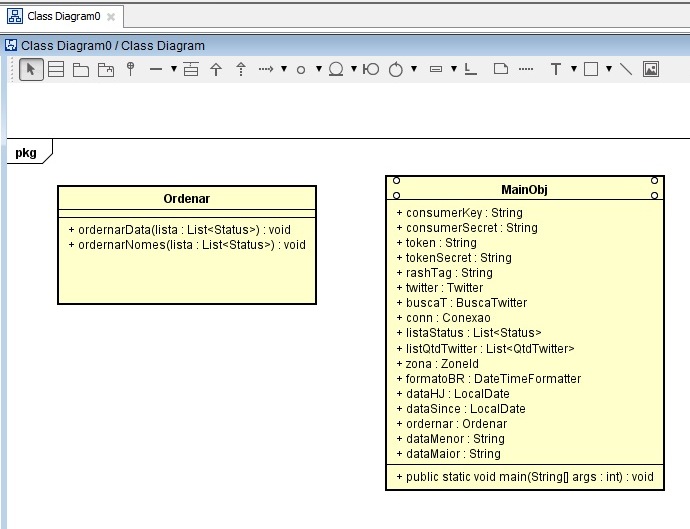 Class Diagram0
Class Diagram0 / Class Diagram
T
pkg
Ordenar
+ ordernarData(lista : List<Status>) : void
+ ordernarNomes(lista : List<Status>) : void
MainObj
+ consumerKey : String
+ consumerSecret : String
+ token : String
+ tokenSecret : String
+ rashTag : String
+ twitter : Twitter
+ buscaT : BuscaTwitter
+ conn : Conexao
+ listaStatus : List<Status>
+ listQtdTwitter : List<QtdTwitter>
+ zona : ZoneId
+ formatoBR : DateTimeFormatter
+ dataHJ : LocalDate
+ dataSince : LocalDate
+ ordernar : Ordenar
+ dataMenor : String
+ dataMaior : String
+ public static void main(String[] args : int) : void